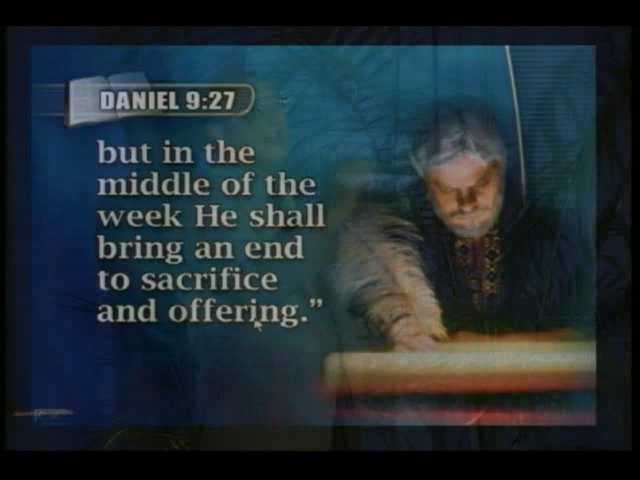 DANIEL 9:27
but in the
middle of the
week He shall
bring an end
to sacrifice
and offering.”